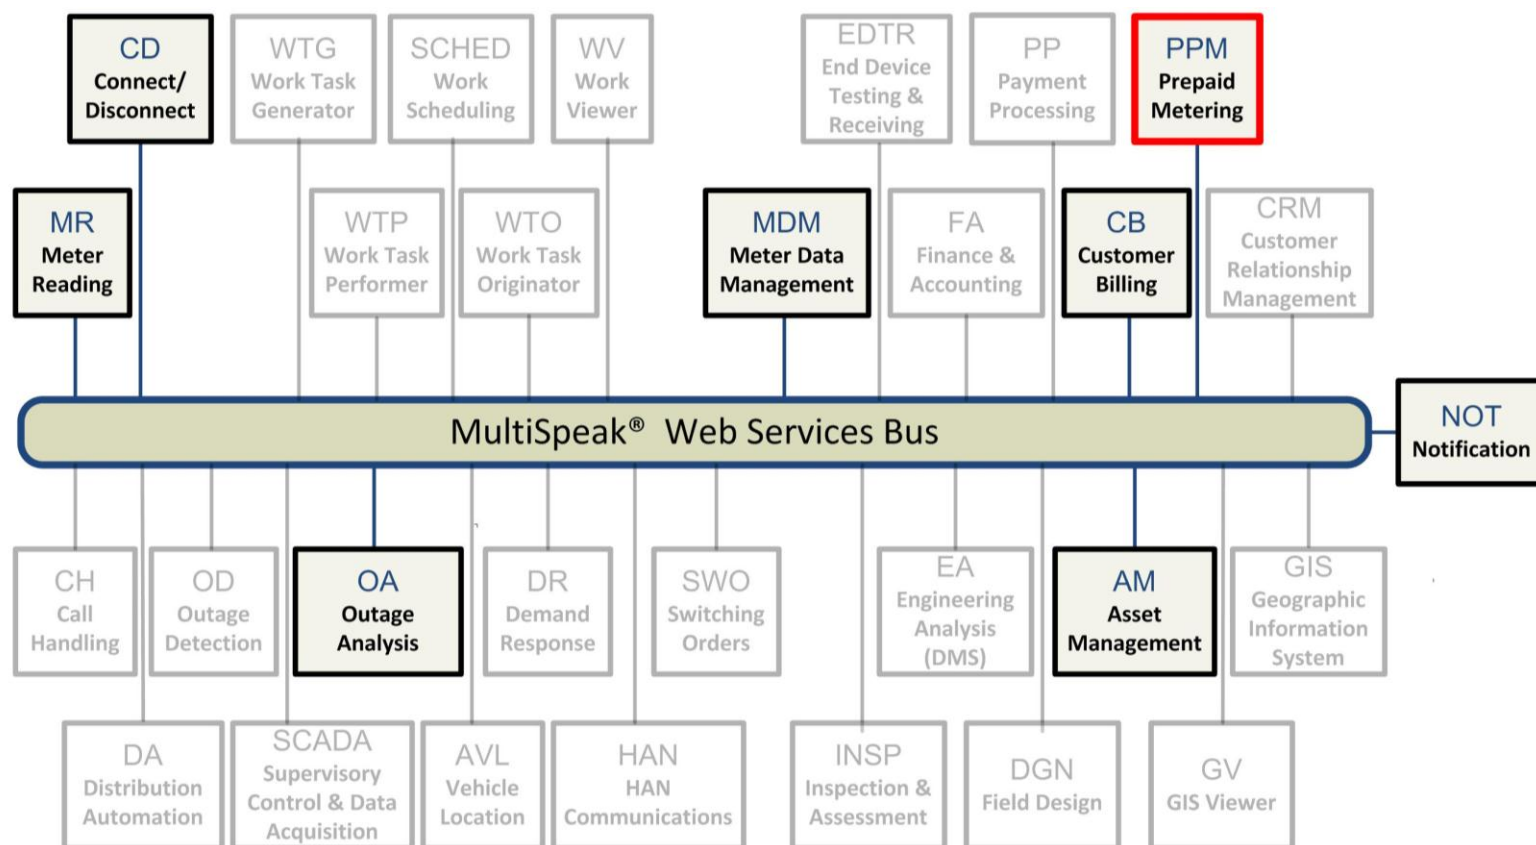 CD
Connect/
Disconnect
WTG
Work Task
Generator
SCHED
Work
Scheduling
WV
Work
Viewer
EDTR
End Device
Testing &
Receiving
PP
Payment
Processing
PPM
Prepaid
Metering
MR
Meter
Reading
WTP
Work Task
Performer
WTO
Work Task
Originator
MDM
Meter Data
Management
FA
Finance &
Accounting
CB
Customer
Billing
CRM
Customer
Relationship
Management
MultiSpeak® Web Services Bus
NOT
Notification
CH
Call
Handling
OD
Outage
Detection
OA
Outage
Analysis
DR
Demand
Response
SWO
Switching
Orders
EA
Engineering
Analysis
(DMS)
AM
Asset
Management
GIS
Geographic
Information
System
DA
Distribution
Automation
SCADA
Supervisory
Control & Data
Acquisition
AVL
Vehicle
Location
HAN
HAN
Communications
INSP
Inspection &
Assessment
DGN
Field Design
GV
GIS Viewer